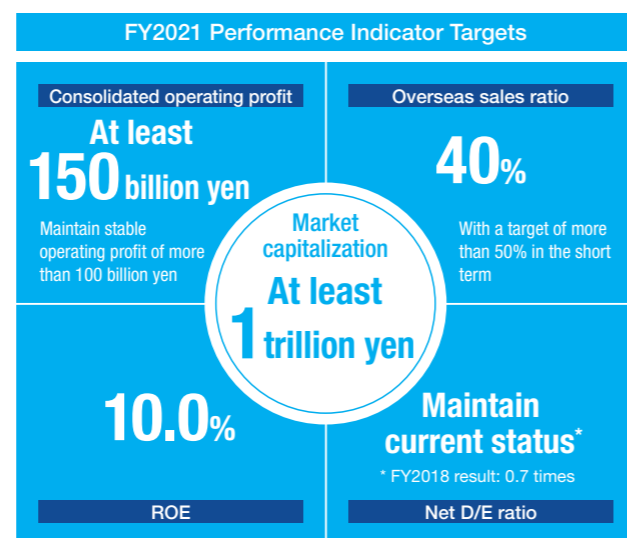 FY2021 Performance Indicator Targets
Consolidated operating profit
At least
150 billion yen
Maintain stable
operating profit of more
than 100 billion yen
Overseas sales ratio
40%
With a target of more
than 50% in the short
term
Market
capitalization
At least
1 trillion yen
10.0%
ROE
Maintain
current status*
* FY2018 result: 0.7 times
Net D/E ratio